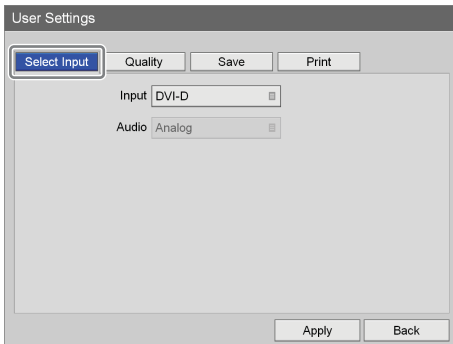 User Settings
Select Input Quality Save Print
Input DVI-D
Audio Analog
Apply Back